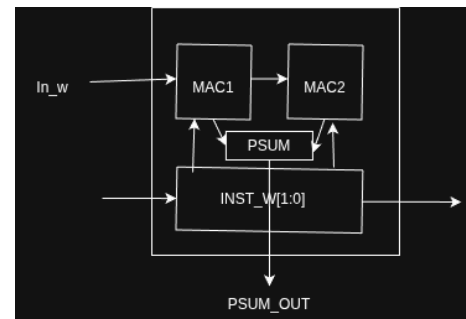 In_w
MAC1
MAC2
PSUM
INST_W[1:0]
PSUM_OUT